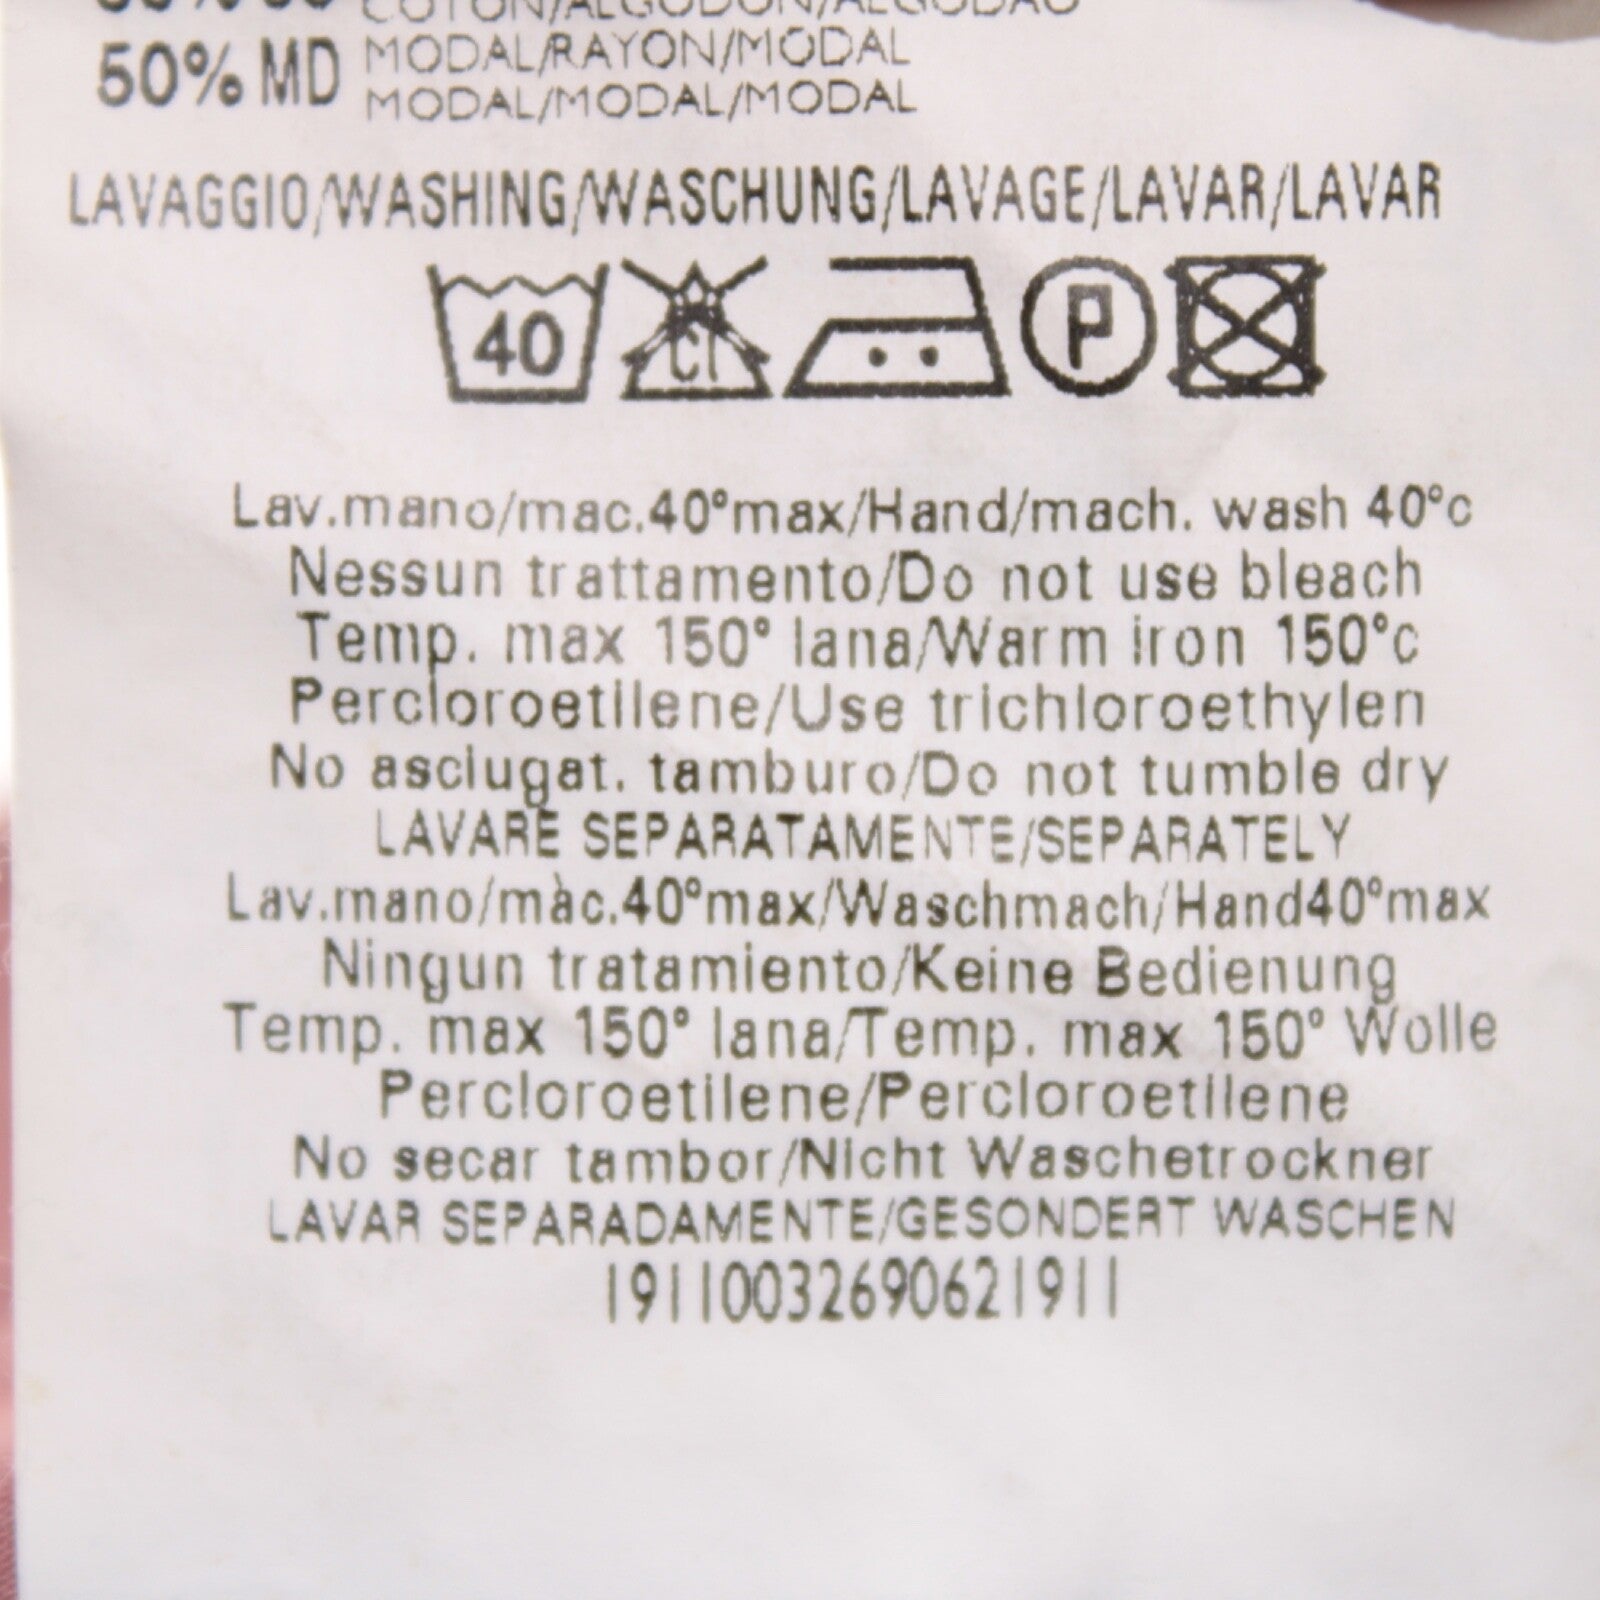 COTON/ALGODON/ALGODAO
50% MD MODAL/RAYON/MODAL
MODAL/MODAL/MODAL
LAVAGGIO/WASHING/WASCHUNG/LAVAGE/LAVAR/LAVAR
40 Cl P
Lav.mano/mac.40°max/Hand/mach. wash 40°c
Nessun trattamento/Do not use bleach
Temp. max 150° lana/Warm iron 150°c
Percloroetilene/Use trichloroethylen
No asciugat. tamburo/Do not tumble dry
LAVARE SEPARATAMENTE/SEPARATELY
Lav.mano/màc.40°max/Waschmach/Hand40°max
Ningun tratamiento/Keine Bedienung
Temp. max 150° lana/Temp. max 150° Wolle
Percloroetilene/Percloroetilene
No secar tambor/Nicht Waschetrockner
LAVAR SEPARADAMENTE/GESONDERT WASCHEN
19110032690621911